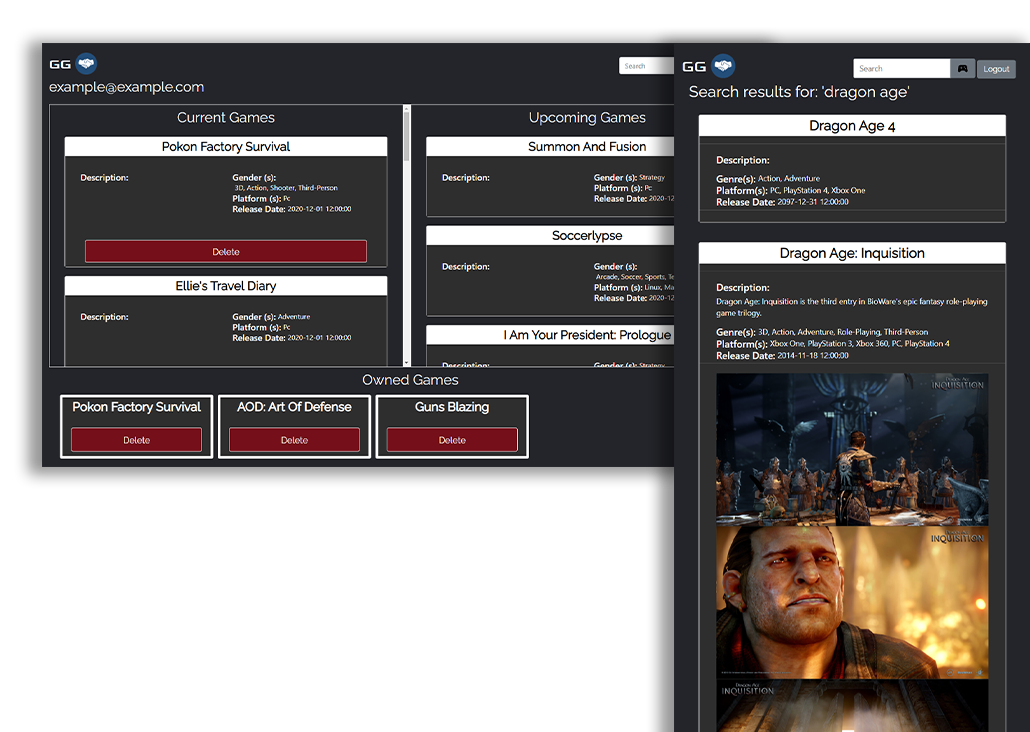 GG
Search
example@example.com
Current Games
Pokon Factory Survival
Description:
Gender (s):
3D, Action, Shooter, Third-Person
Platform (s): Pc
Release Date: 2020-12-01 12:00:00
Delete
Ellie's Travel Diary
Description:
Gender (s): Adventure
Platform (s): Pc
Release Date: 2020-12-01 12:00:00
Upcoming Games
Summon And Fusion
Description:
Gender (s): Strategy
Platform (s): Pc
Release Date: 2020-12
Soccerlypse
Description:
Gender (s):
Arcade, Soccer, Sports, Te
Platform (s): Linux, Ma
Release Date: 2020-12
I Am Your President: Prologue
Description:
Gender (s): Strategy
Owned Games
Pokon Factory Survival
Delete
AOD: Art Of Defense
Delete
Guns Blazing
Delete
GG
Search
Logout
Search results for: 'dragon age'
Dragon Age 4
Description:
Genre(s): Action, Adventure
Platform(s): PC, PlayStation 4, Xbox One
Release Date: 2097-12-31 12:00:00
Dragon Age: Inquisition
Description:
Dragon Age: Inquisition is the third entry in BioWare's epic fantasy role-playing
game trilogy.
Genre(s): 3D, Action, Adventure, Role-Playing, Third-Person
Platform(s): Xbox One, PlayStation 3, Xbox 360, PC, PlayStation 4
Release Date: 2014-11-18 12:00:00
Dragon Age
INQUISITION
Dragon Age
INQUISITION
Dragon Age
INQUISITION